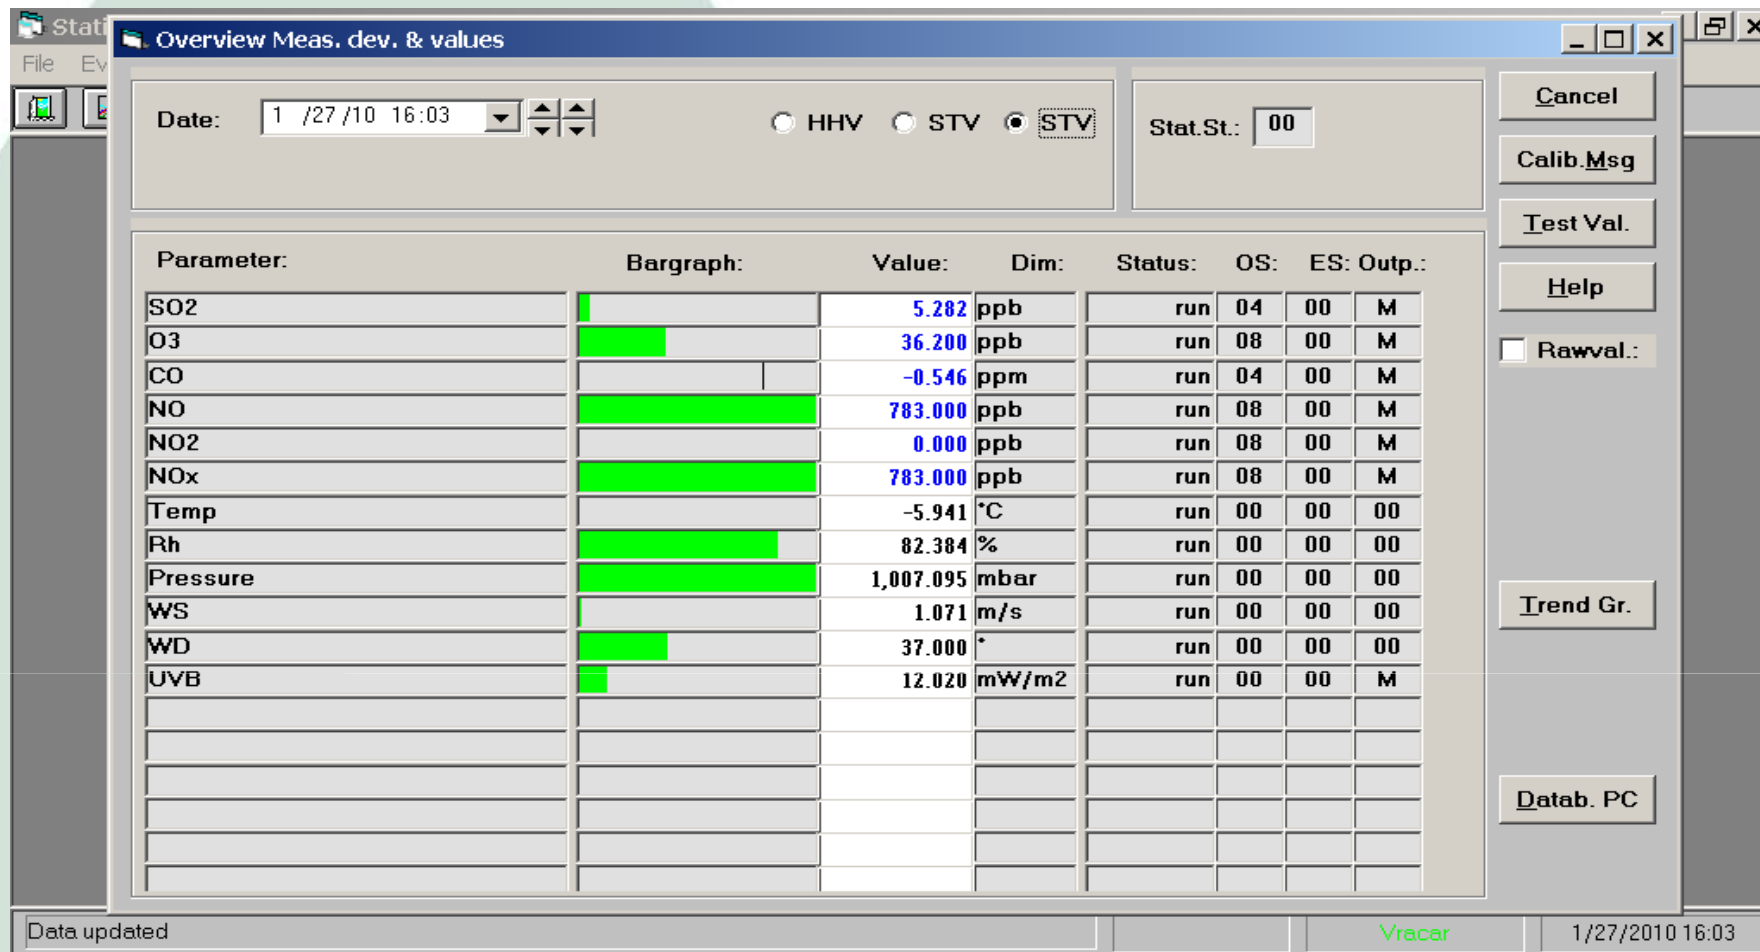 Stati
Overview Meas. dev. & values
File Ev
Date: 1 /27/10 16:03 HHV STV STV Stat.St.: 00
Cancel
Calib.Msg
Test Val.
Help
Rawval.:
Trend Gr.
Datab. PC
Parameter: Bargraph: Value: Dim: Status: OS: ES: Outp.:
SO2 5.282 ppb run 04 00 M
O3 36.200 ppb run 08 00 M
CO -0.546 ppm run 04 00 M
NO 783.000 ppb run 08 00 M
NO2 0.000 ppb run 08 00 M
NOx 783.000 ppb run 08 00 M
Temp -5.941 °C run 00 00 00
Rh 82.384 % run 00 00 00
Pressure 1,007.095 mbar run 00 00 00
WS 1.071 m/s run 00 00 00
WD 37.000 ° run 00 00 00
UVB 12.020 mW/m2 run 00 00 M
Data updated Vracar 1/27/2010 16:03